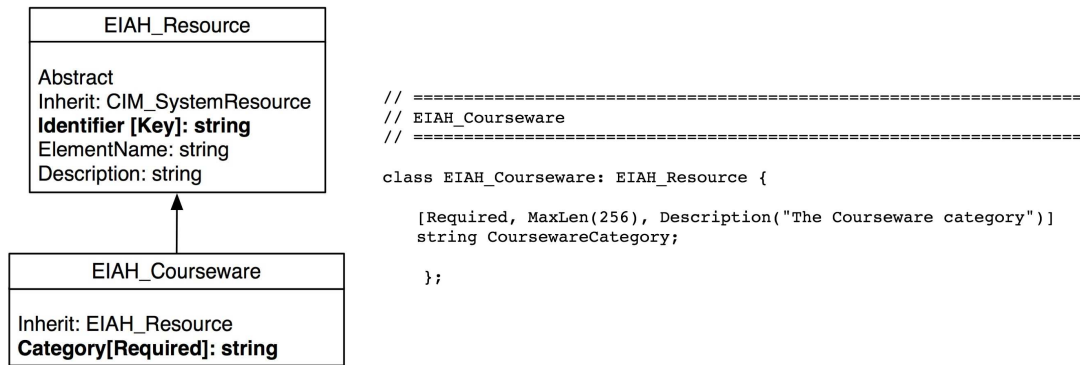 EIAH_Resource
Abstract
Inherit: CIM_SystemResource
Identifier [Key]: string
ElementName: string
Description: string
EIAH_Courseware
Inherit: EIAH_Resource
Category[Required]: string
// ==================================================================
// EIAH_Courseware
// ==================================================================
class EIAH_Courseware: EIAH_Resource {
[Required, MaxLen(256), Description("The Courseware category")]
string CoursewareCategory;
};